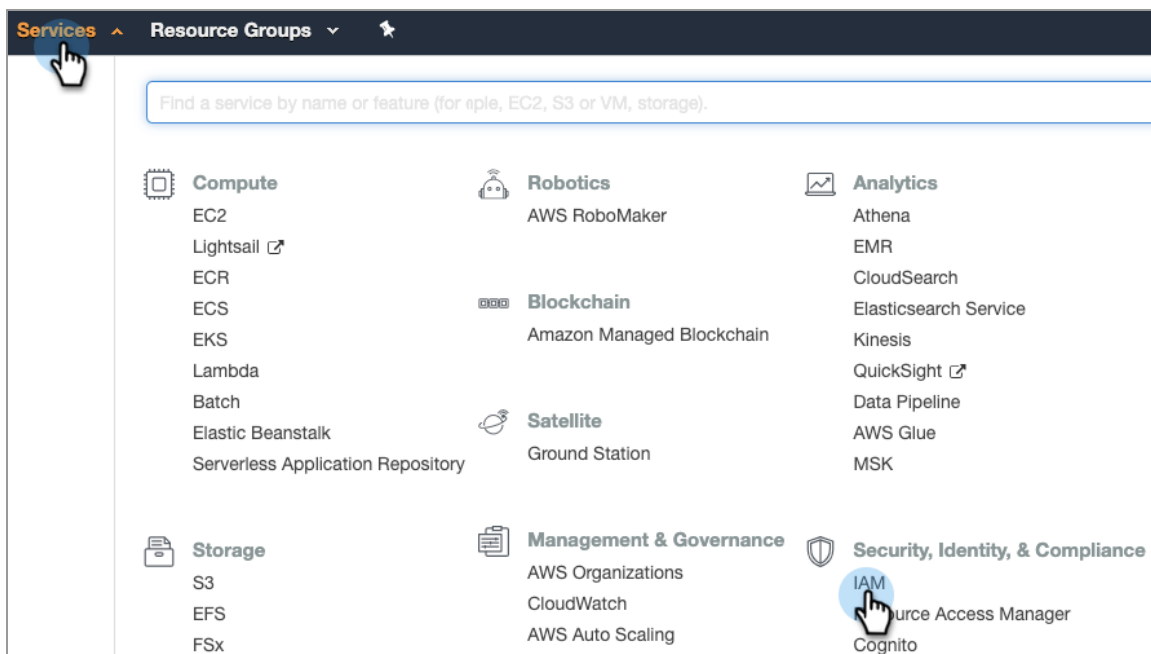 Services Resource Groups
Find a service by name or feature (for eple, EC2, S3 or VM, storage).
Compute
EC2
Lightsail
ECR
ECS
EKS
Lambda
Batch
Elastic Beanstalk
Serverless Application Repository
Storage
S3
EFS
FSx
Robotics
AWS RoboMaker
Blockchain
Amazon Managed Blockchain
Satellite
Ground Station
Management & Governance
AWS Organizations
CloudWatch
AWS Auto Scaling
Analytics
Athena
EMR
CloudSearch
Elasticsearch Service
Kinesis
QuickSight
Data Pipeline
AWS Glue
MSK
Security, Identity, & Compliance
IAM
Access Manager
Cognito